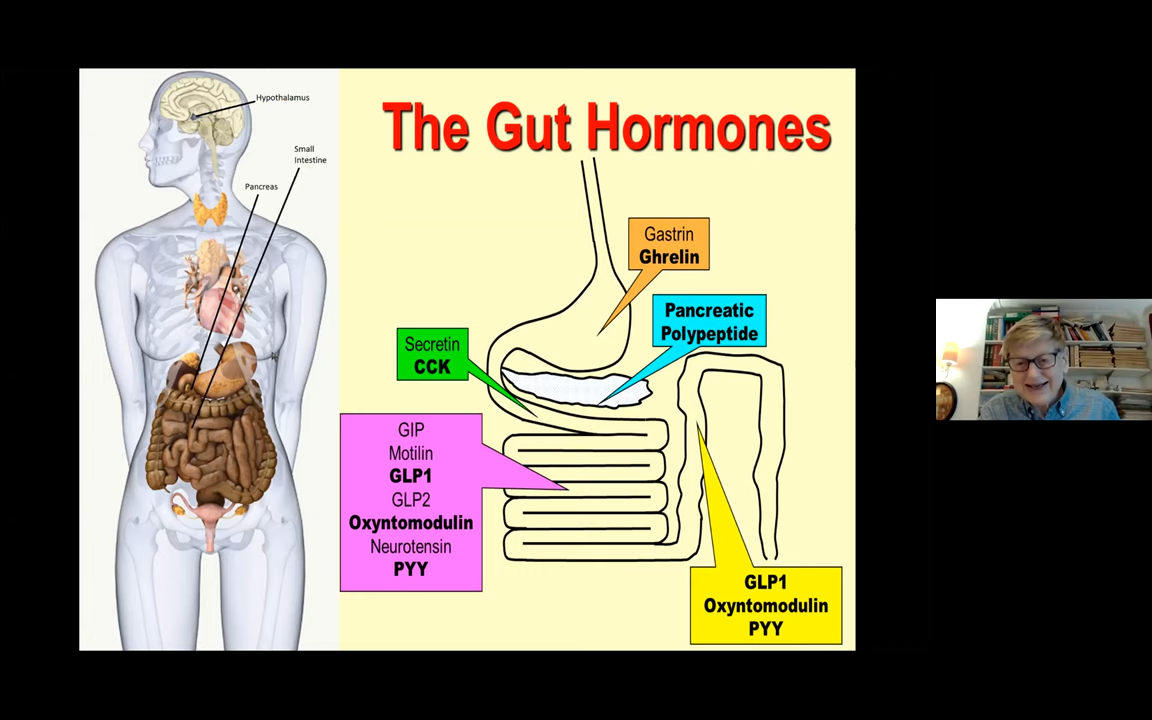 Hypothalamus
Small
Intestine
Pancreas
The Gut Hormones
Gastrin
Ghrelin
Pancreatic
Polypeptide
Secretin
CCK
GIP
Motilin
GLP1
GLP2
Oxyntomodulin
Neurotensin
PYY
GLP1
Oxyntomodulin
PYY